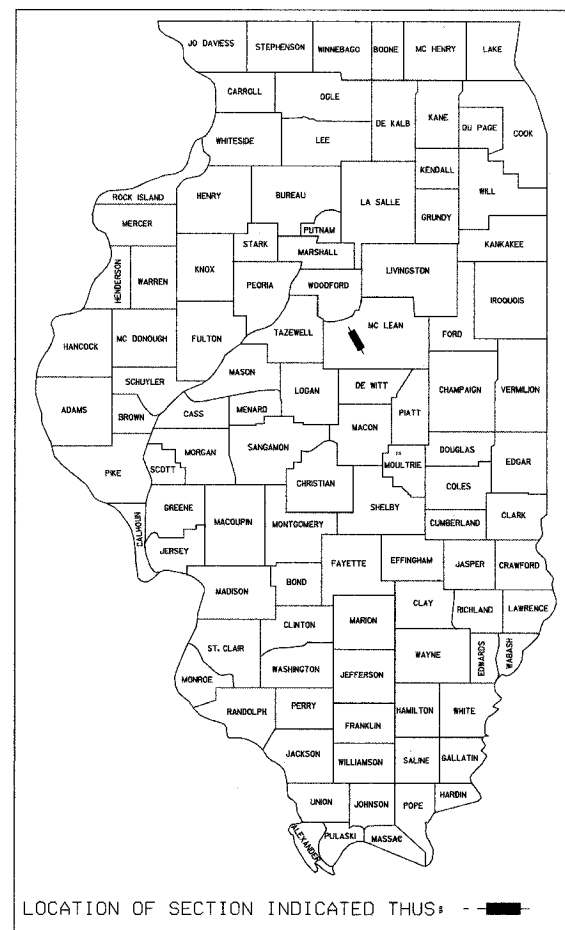 JO DAVIESS STEPHENSON WINNEBAGO BOONE MC HENRY LAKE
CARROLL OGLE
DE KALB KANE DU PAGE COOK
WHITESIDE LEE
KENDALL
ROCK ISLAND HENRY BUREAU LA SALLE GRUNDY WILL
MERCER
PUTNAM
STARK MARSHALL KANKAKEE
HENDERSON WARREN KNOX PEORIA WOODFORD LIVINGSTON IROQUOIS
HANCOCK MC DONOUGH FULTON TAZEWELL MC LEAN FORD
MASON
SCHUYLER LOGAN DE WITT CHAMPAIGN VERMILION
ADAMS BROWN CASS MENARD MACON PIATT
MORGAN SANGAMON DOUGLAS EDGAR
PIKE SCOTT CHRISTIAN MOULTRIE COLES
GREENE MACOUPIN MONTGOMERY SHELBY CLARK
CALHOUN CUMBERLAND
JERSEY
FAYETTE EFFINGHAM JASPER CRAWFORD
MADISON BOND
CLAY RICHLAND LAWRENCE
CLINTON MARION
ST. CLAIR WAYNE EDWARDS WABASH
WASHINGTON JEFFERSON
MONROE
RANDOLPH PERRY HAMILTON WHITE
FRANKLIN
JACKSON WILLIAMSON SALINE GALLATIN
HARDIN
UNION JOHNSON POPE
ALEXANDER PULASKI MASSAC
LOCATION OF SECTION INDICATED THUS: